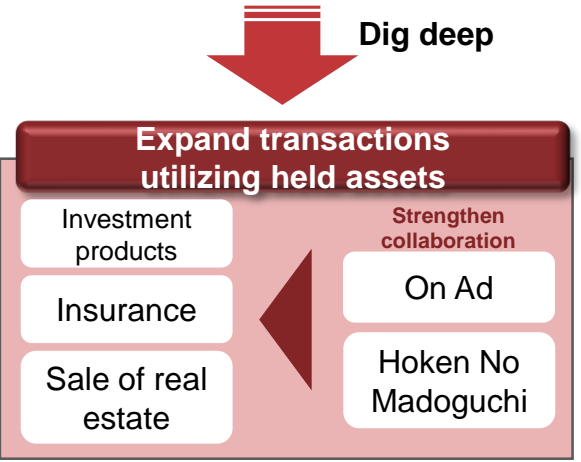 Dig deep
Expand transactions
utilizing held assets
Investment
products
Insurance
Sale of real
estate
Strengthen
collaboration
On Ad
Hoken No
Madoguchi